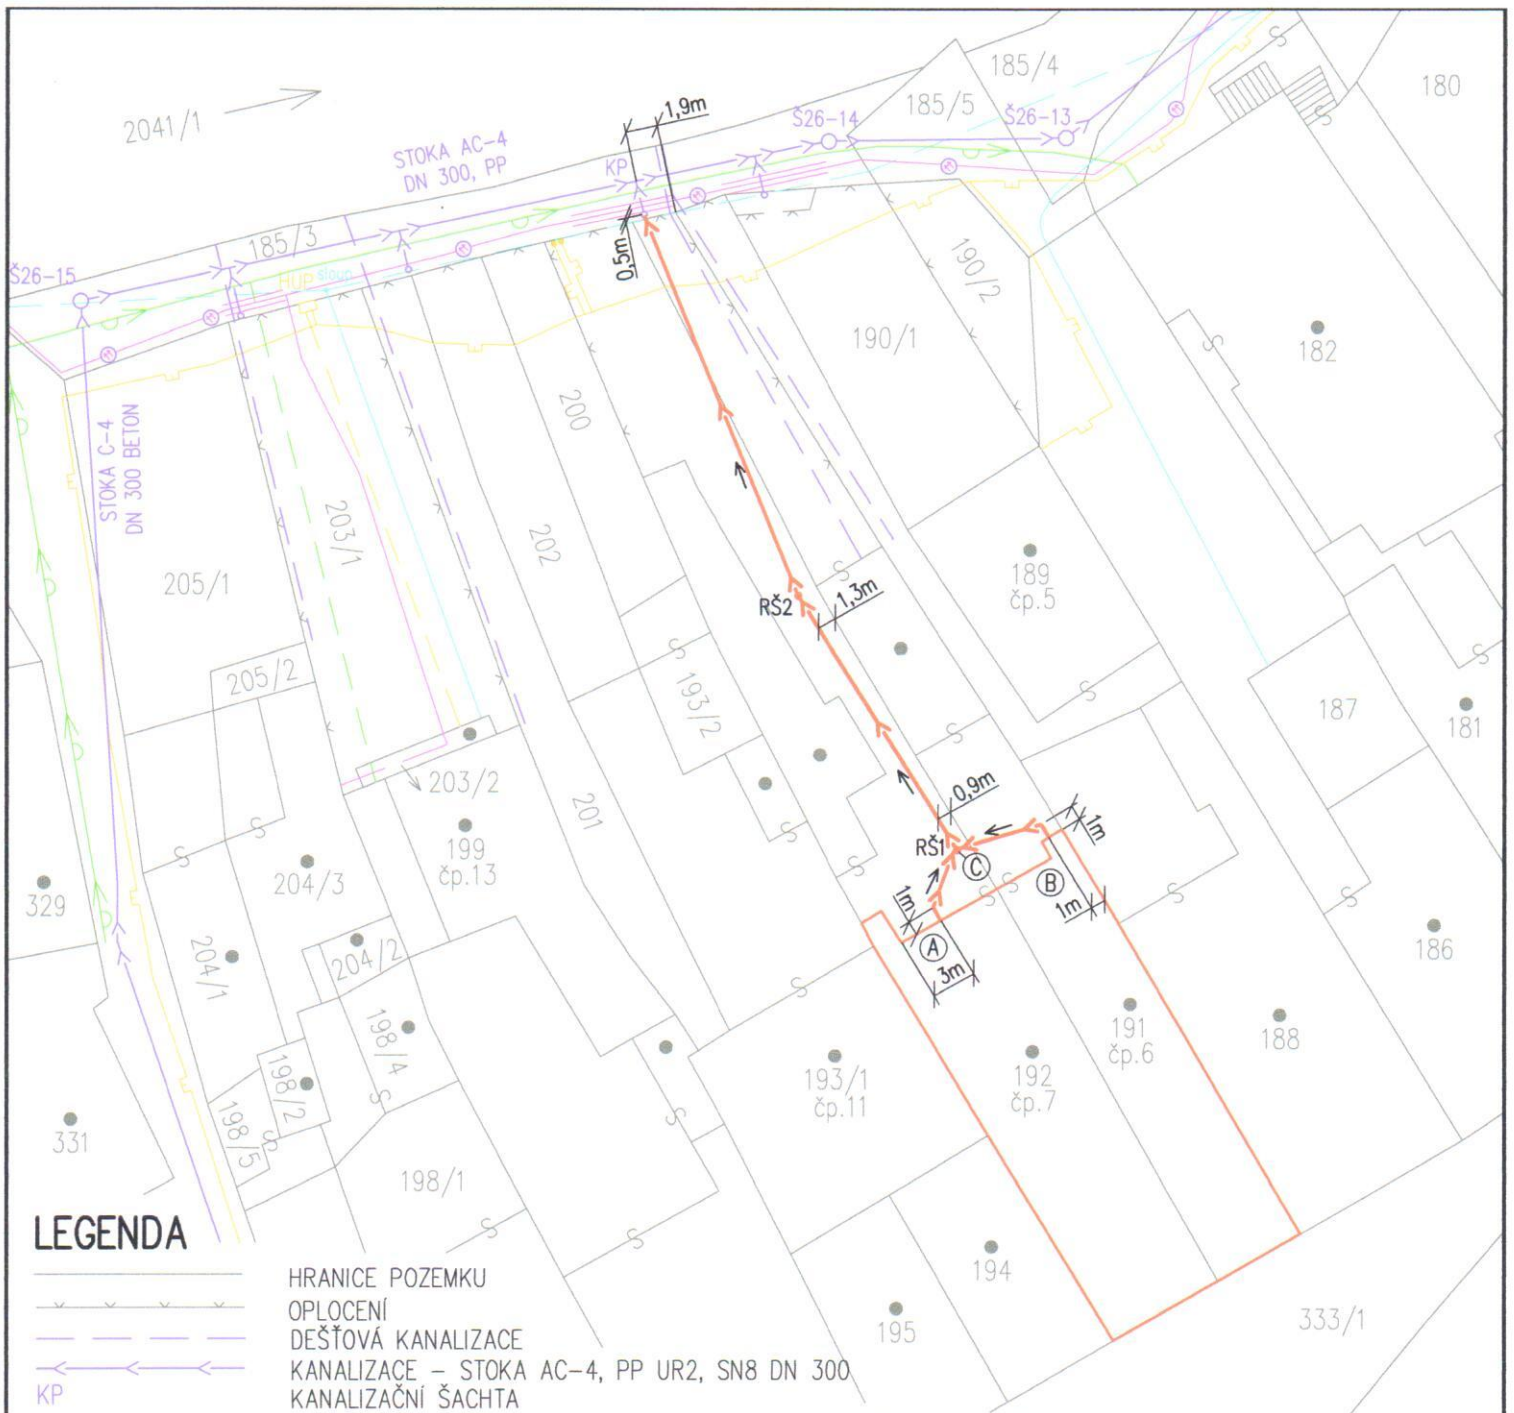 2041/1
1,9m
185/4
185/5
180
Š26-14
Š26-13
STOKA AC-4
DN 300, PP
KP
185/3
0,5m
190/2
Š26-15
HUP
sloup
190/1
182
STOKA C-4
DN 300 BETON
200
203/1
202
205/1
189
čp.5
RŠ2
1,3m
205/2
193/2
187
181
203/2
201
0,9m
1m
199
čp.13
RŠ1
C
B
1m
1m
204/3
329
A
3m
186
204/1
204/2
198/4
191
čp.6
188
193/1
čp.11
192
čp.7
198/2
198/5
331
198/1
194
195
333/1
LEGENDA
HRANICE POZEMKU
OPLOCENÍ
DEŠŤOVÁ KANALIZACE
KANALIZACE – STOKA AC-4, PP UR2, SN8 DN 300
KP KANALIZAČNÍ ŠACHTA